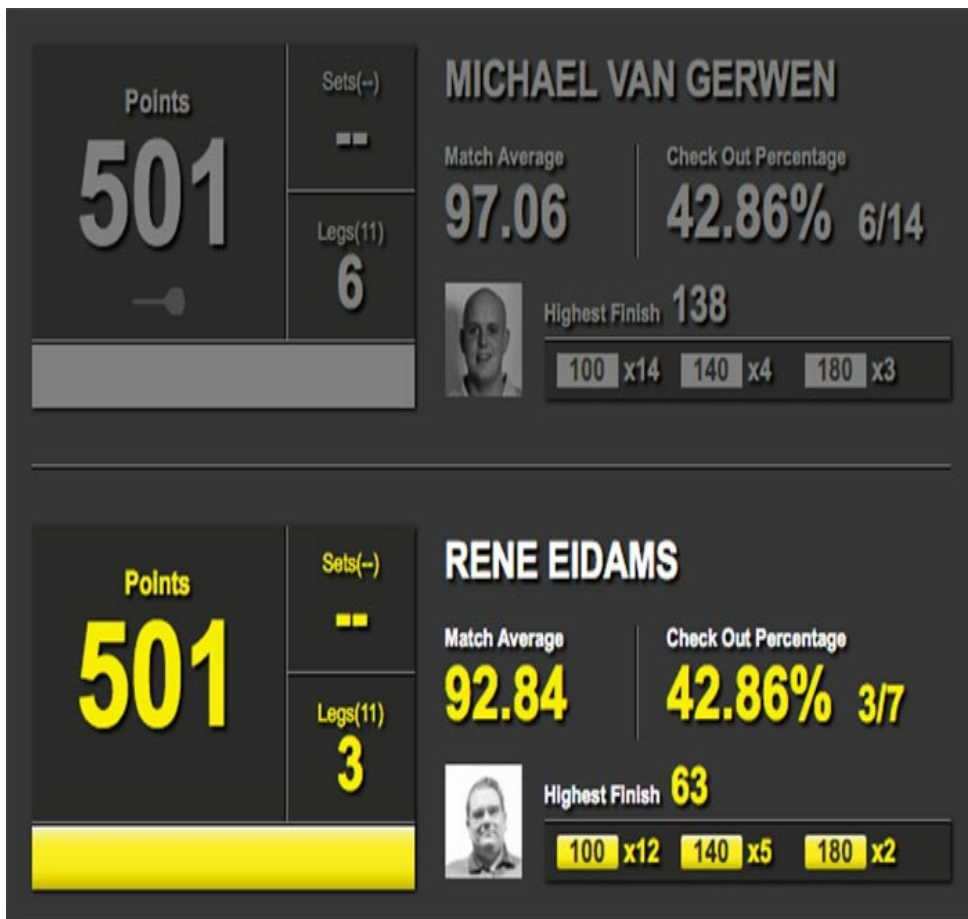 Points
501
Sets(--)
--
Legs(11)
6
MICHAEL VAN GERWEN
Match Average
97.06
Check Out Percentage
42.86% 6/14
Highest Finish 138
100 x14 140 x4 180 x3
Points
501
Sets(--)
--
Legs(11)
3
RENE EIDAMS
Match Average
92.84
Check Out Percentage
42.86% 3/7
Highest Finish 63
100 x12 140 x5 180 x2